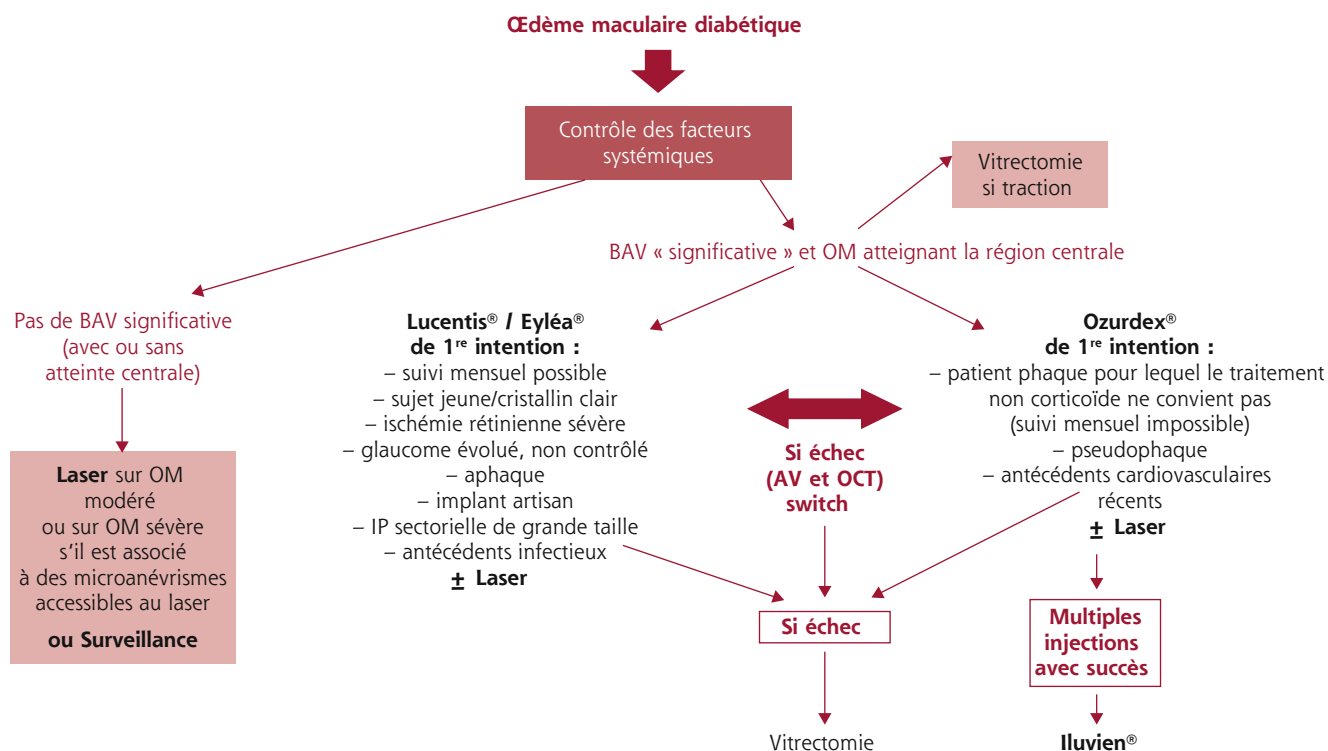 Œdème maculaire diabétique
Contrôle des facteurs
systémiques
Vitrectomie
si traction
BAV « significative » et OM atteignant la région centrale
Pas de BAV significative
(avec ou sans
atteinte centrale)
Laser sur OM
modéré
ou sur OM sévère
s’il est associé
à des microanévrismes
accessibles au laser
ou Surveillance
Lucentis® / Eyléa®
de 1re intention :
– suivi mensuel possible
– sujet jeune/cristallin clair
– ischémie rétinienne sévère
– glaucome évolué, non contrôlé
– aphaque
– implant artisan
– IP sectorielle de grande taille
– antécédents infectieux
± Laser
Si échec
(AV et OCT)
switch
Ozurdex®
de 1re intention :
– patient phaque pour lequel le traitement
non corticoïde ne convient pas
(suivi mensuel impossible)
– pseudophaque
– antécédents cardiovasculaires
récents
± Laser
Si échec
Multiples
injections
avec succès
Vitrectomie
Iluvien®